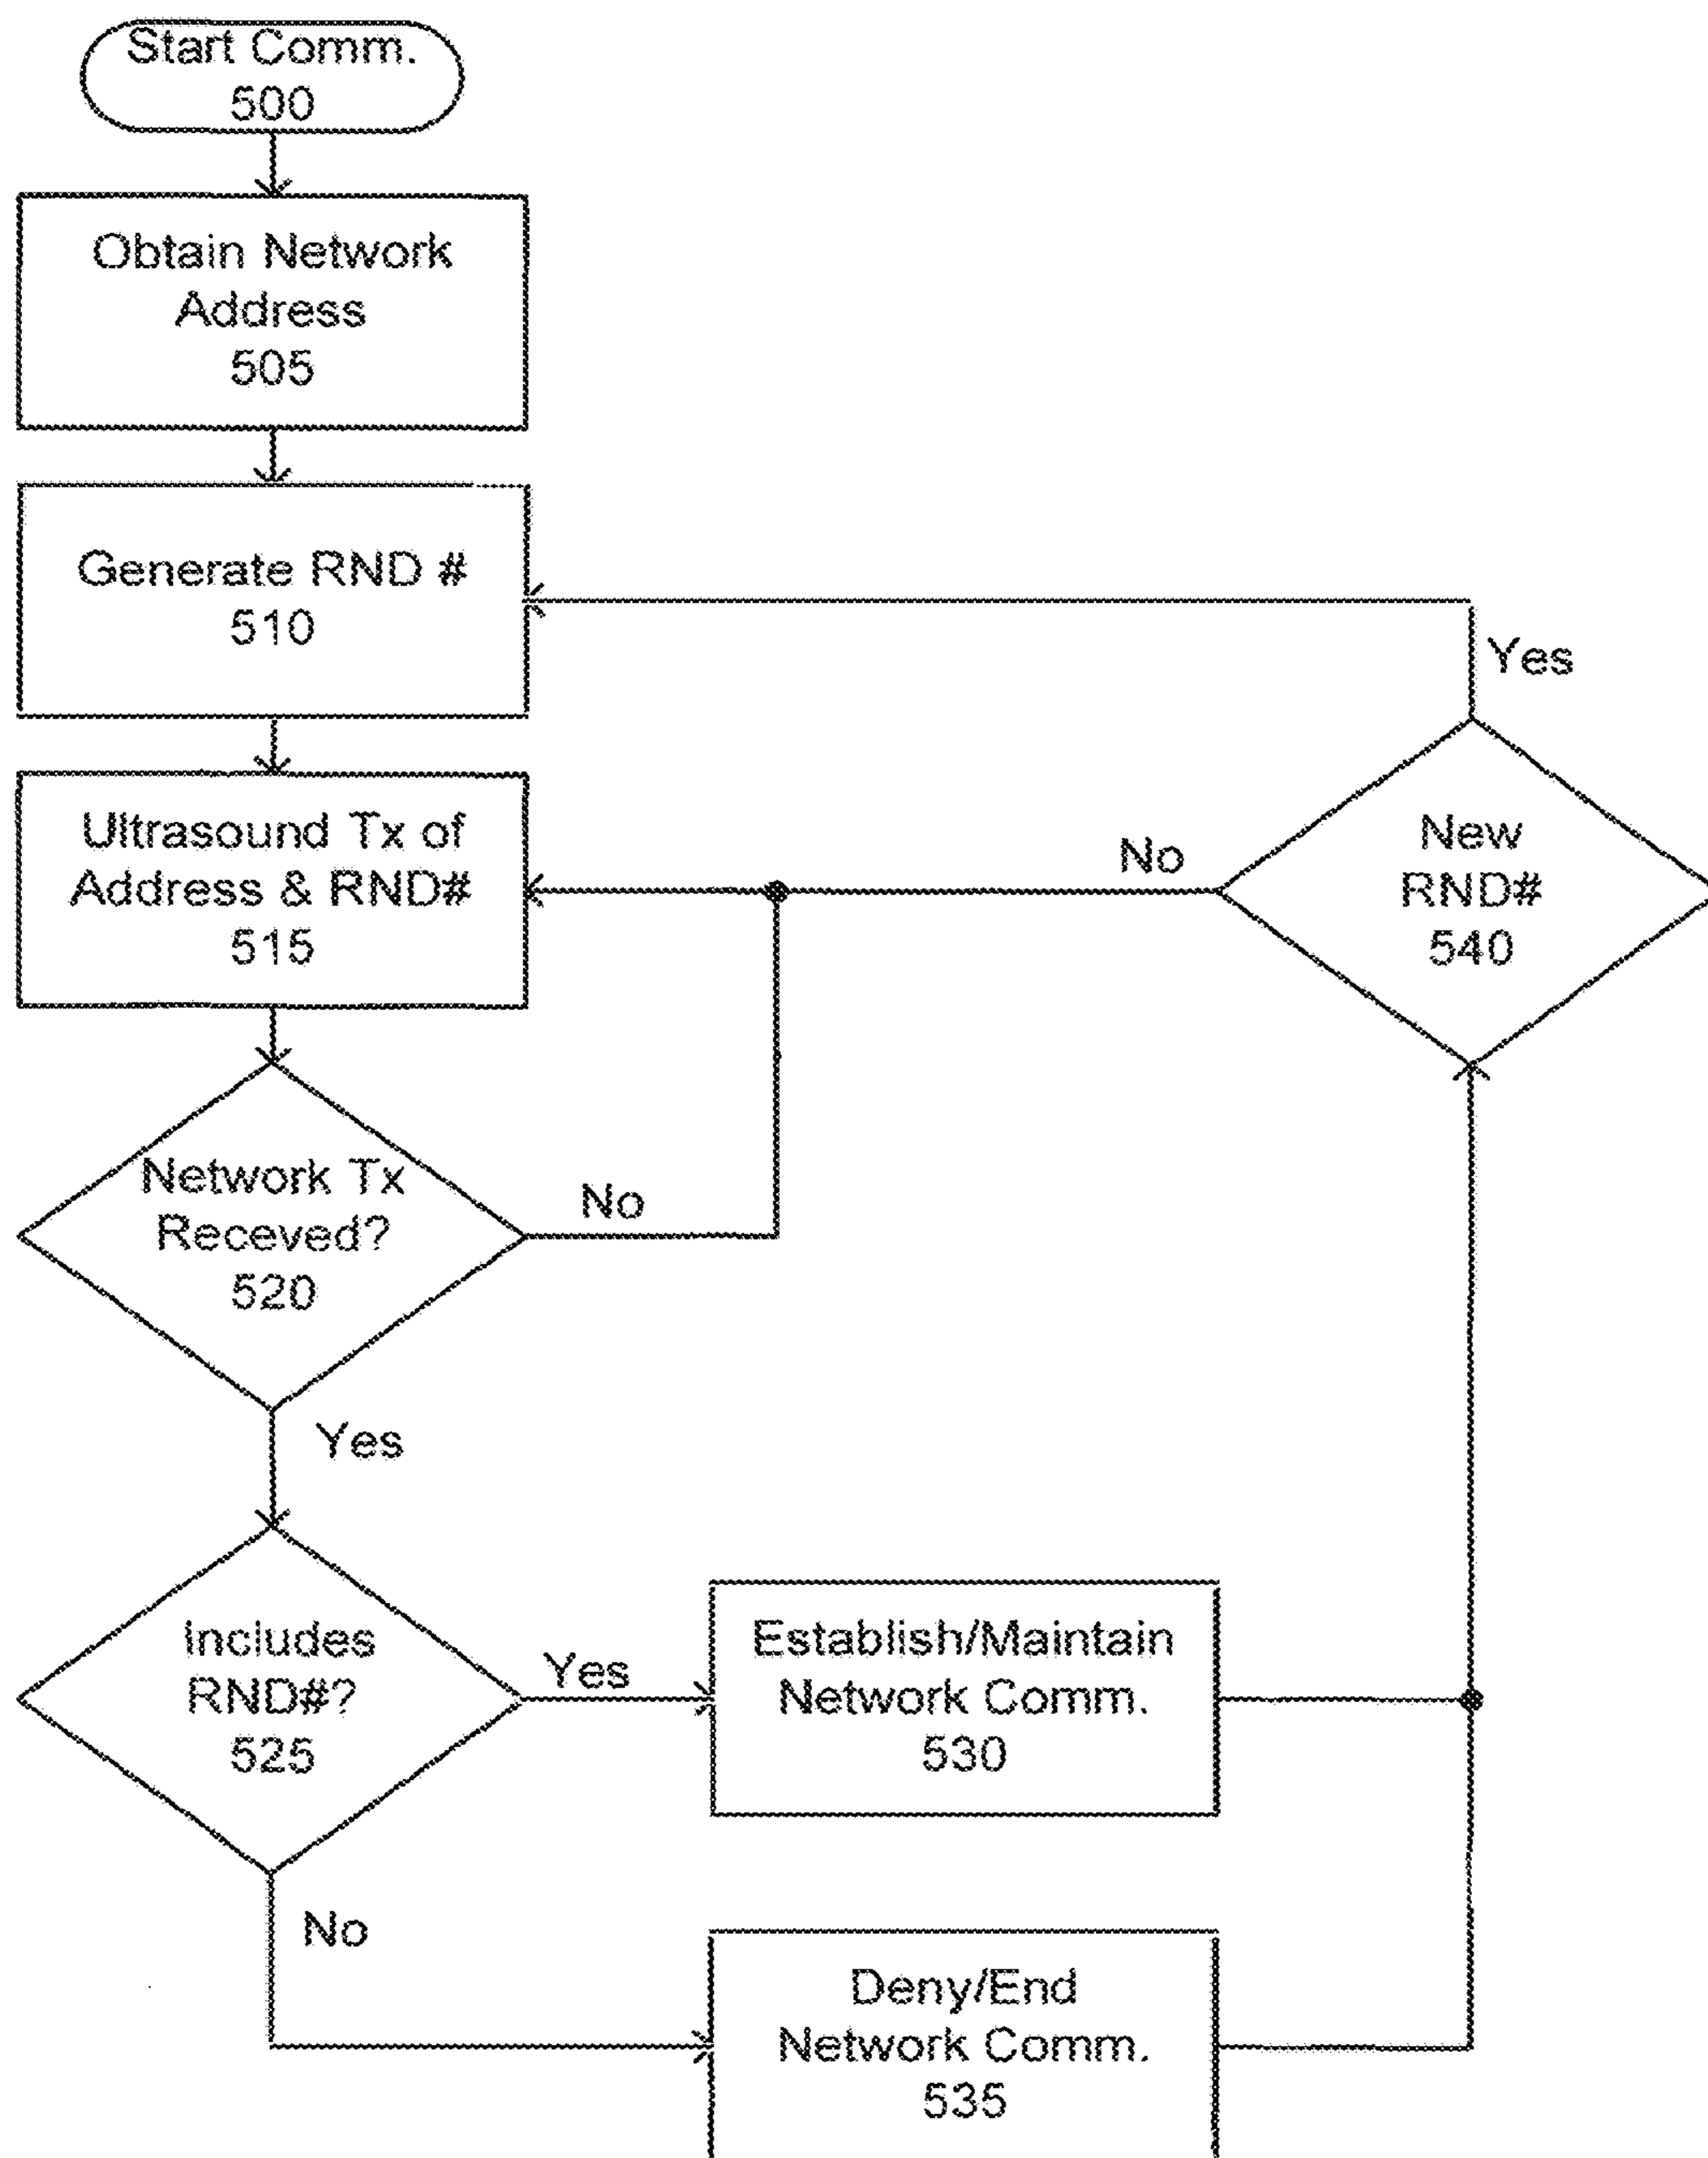 Start Comm.
500
Obtain Network
Address
505
Generate RND #
510
Yes
Ultrasound Tx of
Address & RND#
515
No
New
RND#
540
Network Tx
Receved?
520
No
Yes
Includes
RND#?
525
Yes
Establish/Maintain
Network Comm.
530
No
Deny/End
Network Comm.
535